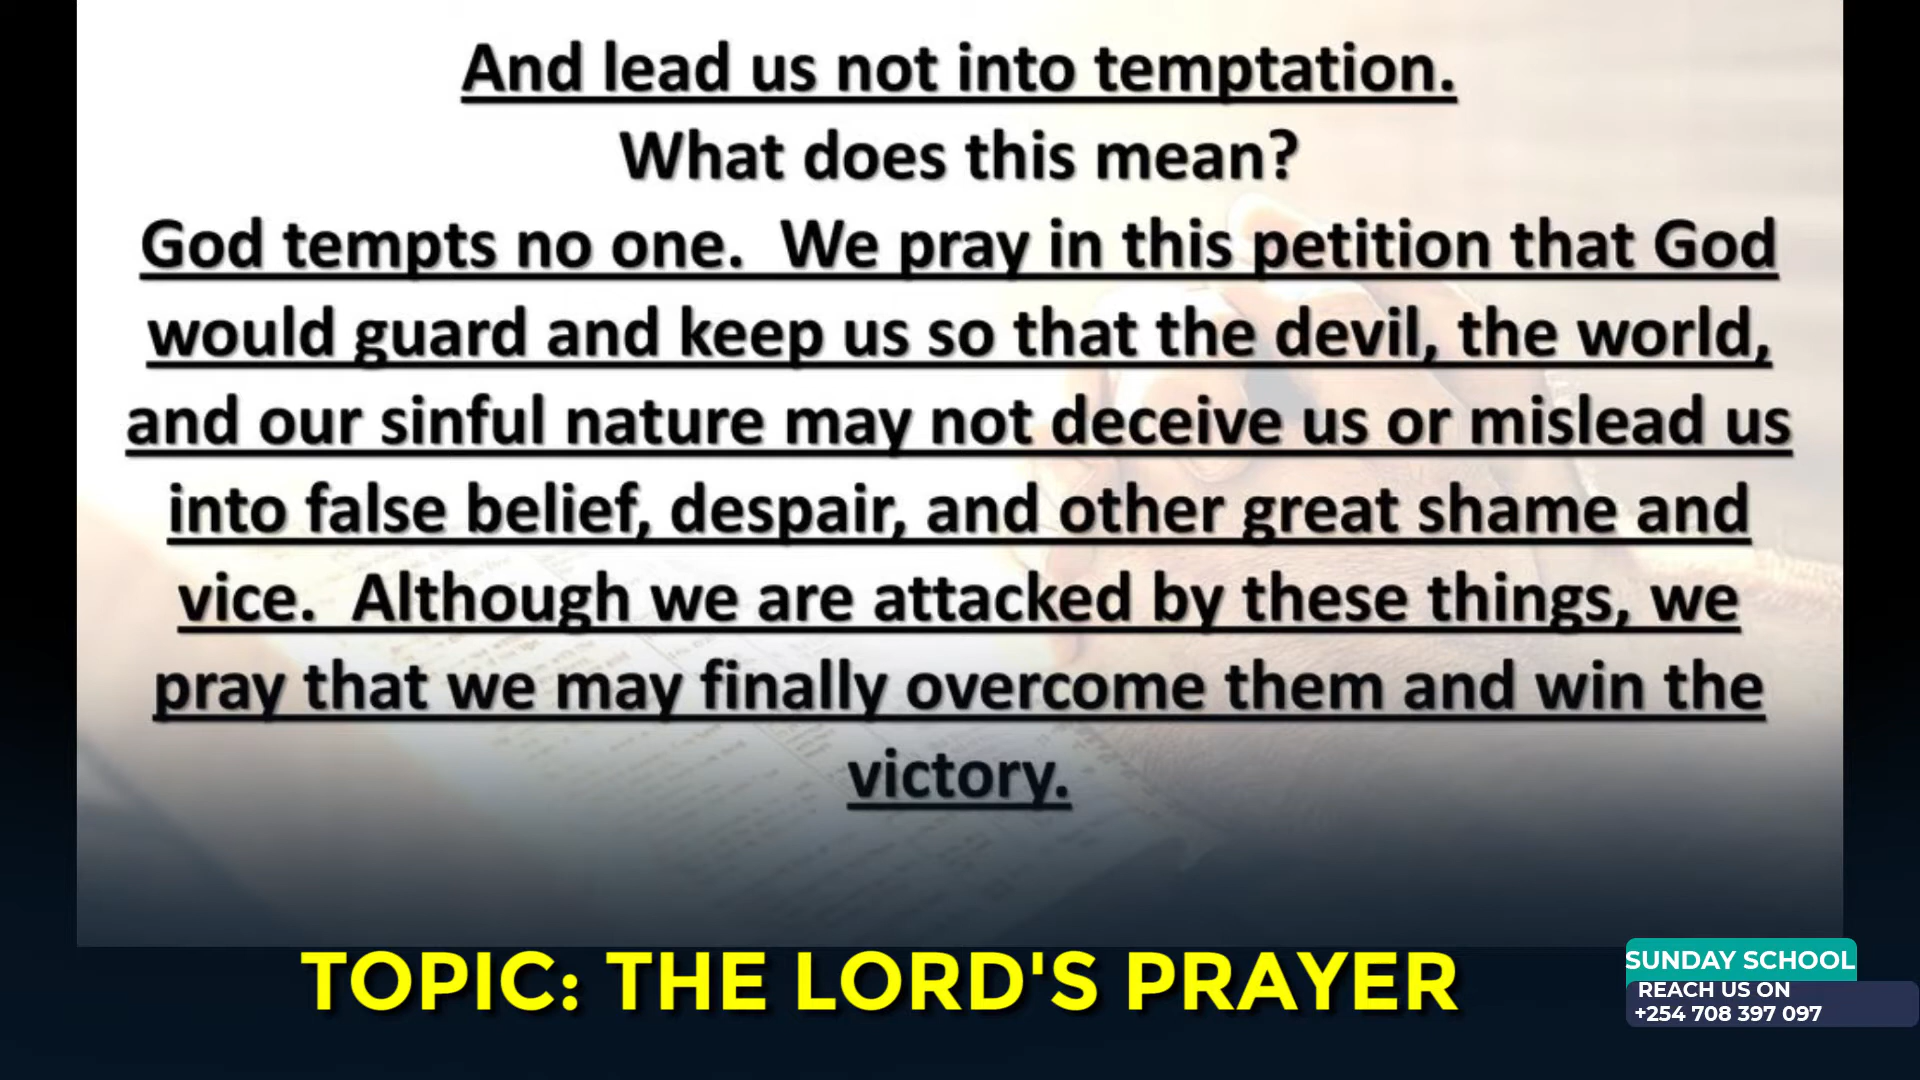 And lead us not into temptation.
What does this mean?
God tempts no one.  We pray in this petition that God
would guard and keep us so that the devil, the world,
and our sinful nature may not deceive us or mislead us
into false belief, despair, and other great shame and
vice.  Although we are attacked by these things, we
pray that we may finally overcome them and win the
victory.
TOPIC: THE LORD'S PRAYER
SUNDAY SCHOOL
REACH US ON
+254 708 397 097